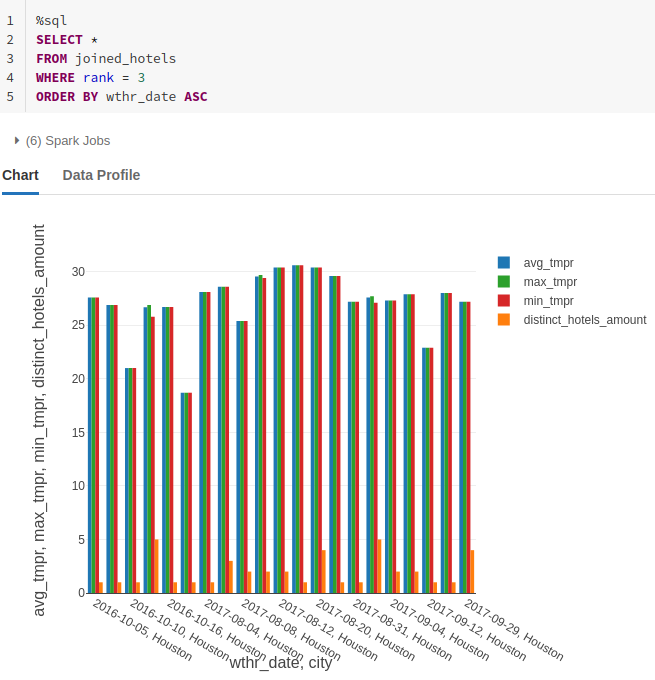 1 %sql
2 SELECT *
3 FROM joined_hotels
4 WHERE rank = 3
5 ORDER BY wthr_date ASC
(6) Spark Jobs
Chart Data Profile
avg_tmpr, max_tmpr, min_tmpr, distinct_hotels_amount
30
25
20
15
10
5
0
avg_tmpr
max_tmpr
min_tmpr
distinct_hotels_amount
2016-10-05, Houston
2016-10-10, Houston
2016-10-16, Houston
2017-08-04, Houston
2017-08-08, Houston
2017-08-12, Houston
2017-08-20, Houston
2017-08-31, Houston
2017-09-04, Houston
2017-09-12, Houston
2017-09-29, Houston
wthr_date, city